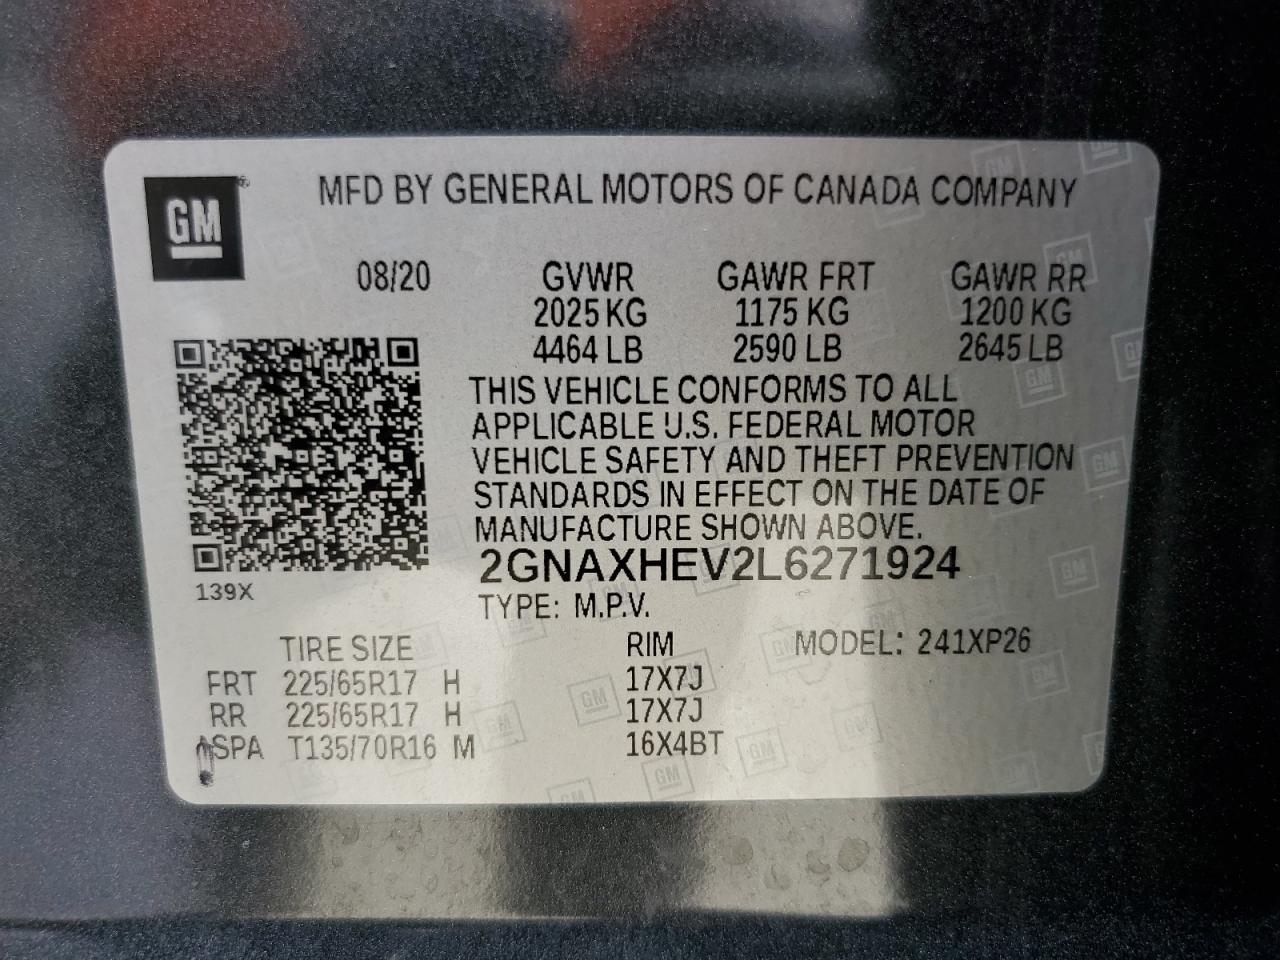 GM
MFD BY GENERAL MOTORS OF CANADA COMPANY
08/20 GVWR GAWR FRT GAWR RR
2025 KG 1175 KG 1200 KG
4464 LB 2590 LB 2645 LB
THIS VEHICLE CONFORMS TO ALL
APPLICABLE U.S. FEDERAL MOTOR
VEHICLE SAFETY AND THEFT PREVENTION
STANDARDS IN EFFECT ON THE DATE OF
MANUFACTURE SHOWN ABOVE.
2GNAXHEV2L6271924
139X
TYPE: M.P.V.
TIRE SIZE RIM MODEL: 241XP26
FRT 225/65R17 H 17X7J
RR 225/65R17 H 17X7J
SPA T135/70R16 M 16X4BT